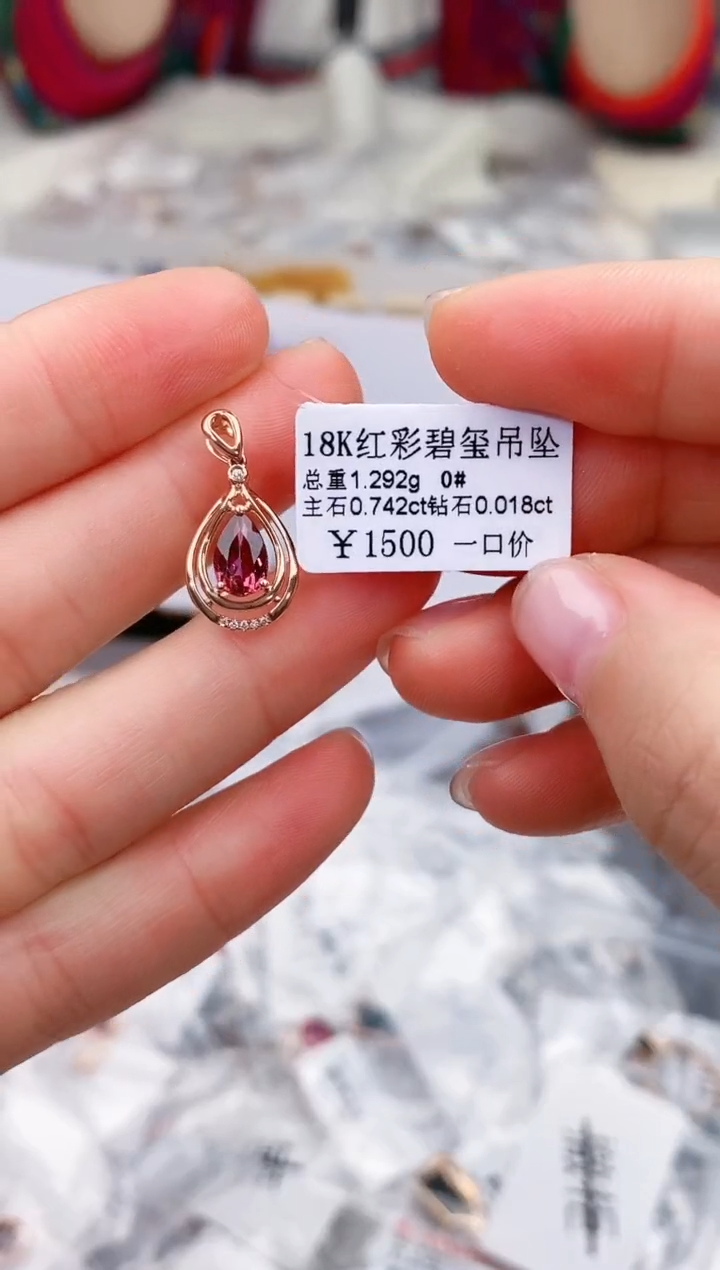 18K红彩碧玺吊坠
总重1.292g 0#
主石0.742ct钻石0.018ct
￥1500 一口价